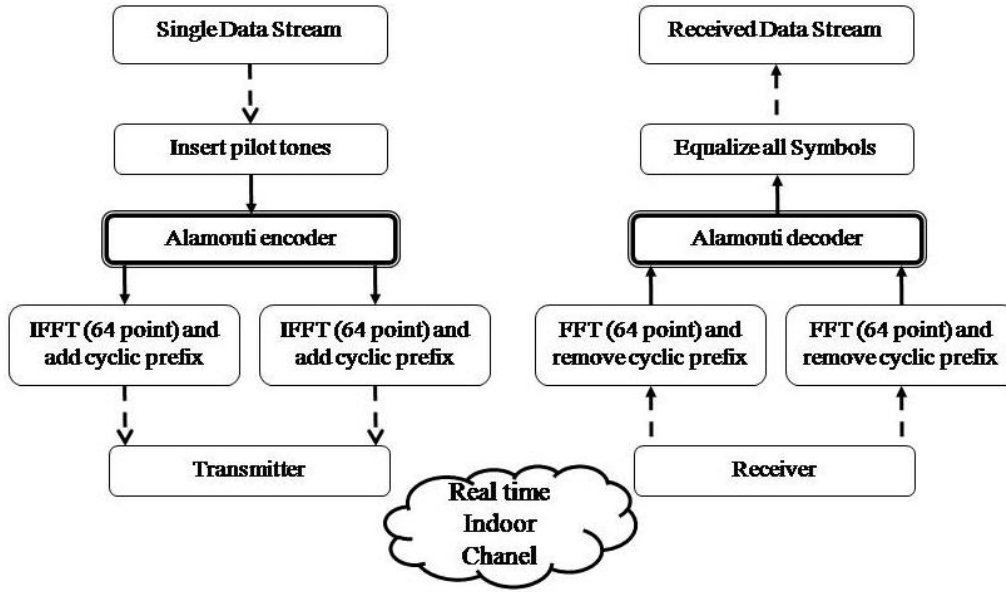 Single Data Stream
Insert pilot tones
Alamouti encoder
IFFT (64 point) and
add cyclic prefix
IFFT (64 point) and
add cyclic prefix
Transmitter
Real time
Indoor
Chanel
Received Data Stream
Equalize all Symbols
Alamouti decoder
FFT (64 point) and
remove cyclic prefix
FFT (64 point) and
remove cyclic prefix
Receiver